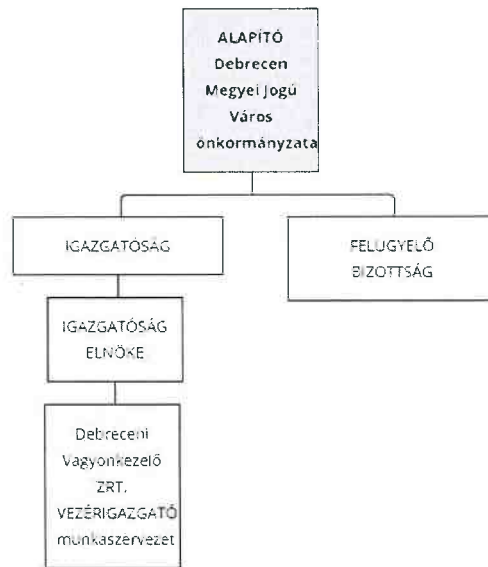 ALAPÍTÓ
Debrecen
Megyei Jogú
Város
önkormányzata
IGAZGATÓSÁG
FELÜGYELŐ
BIZOTTSÁG
IGAZGATÓSÁG
ELNÖKE
Debreceni
Vagyonkezelő
ZRT.
VEZÉRIGAZGATÓ
munkaszervezet